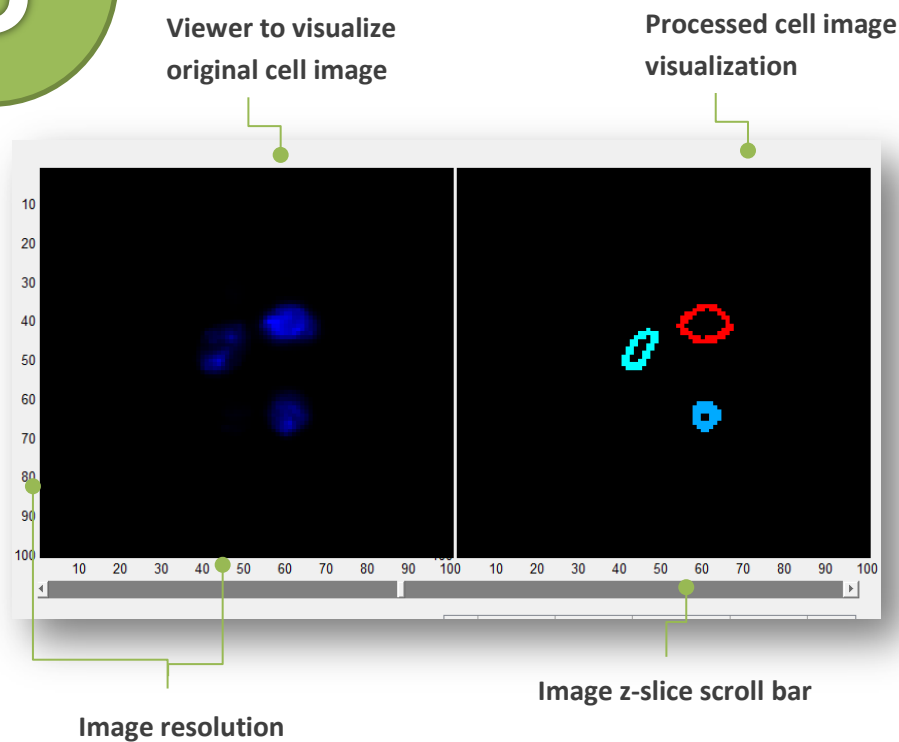 Viewer to visualize
original cell image
Processed cell image
visualization
10
20
30
40
50
60
70
80
90
100
10 20 30 40 50 60 70 80 90 100
10 20 30 40 50 60 70 80 90 100
Image z-slice scroll bar
Image resolution